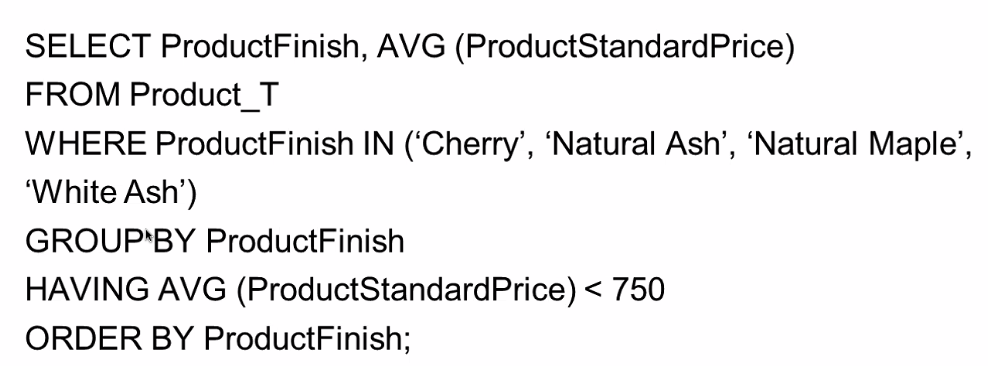 SELECT ProductFinish, AVG (ProductStandardPrice)
FROM Product_T
WHERE ProductFinish IN (‘Cherry’, ‘Natural Ash’, ‘Natural Maple’,
‘White Ash’)
GROUP BY ProductFinish
HAVING AVG (ProductStandardPrice) < 750
ORDER BY ProductFinish;